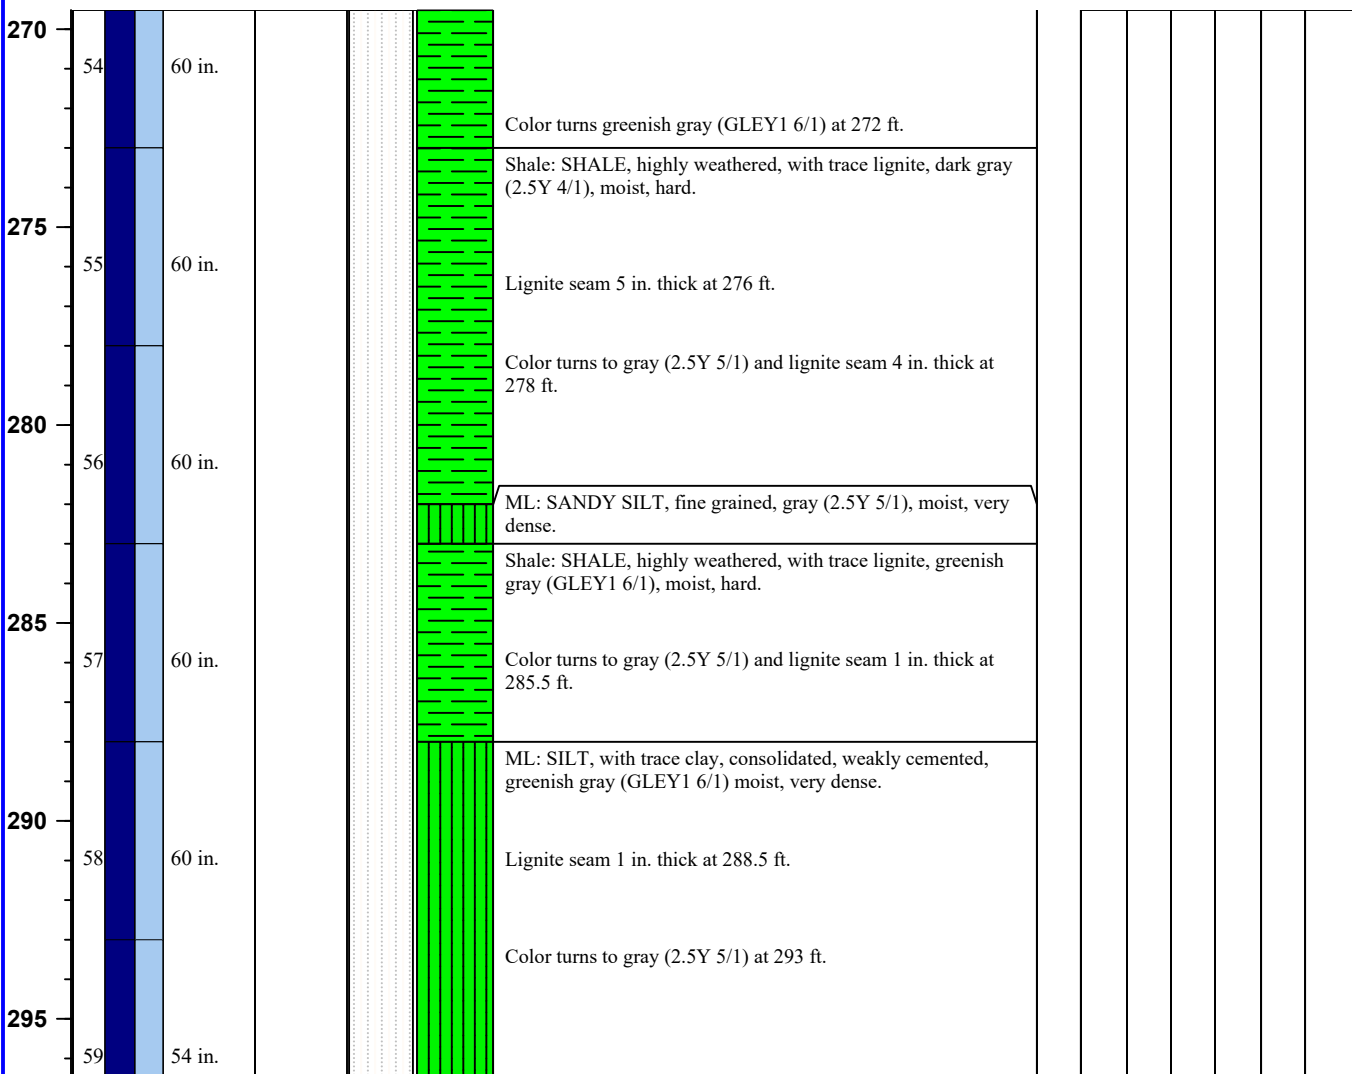 270
54 60 in.
Color turns greenish gray (GLEY1 6/1) at 272 ft.
Shale: SHALE, highly weathered, with trace lignite, dark gray
(2.5Y 4/1), moist, hard.
275
55 60 in.
Lignite seam 5 in. thick at 276 ft.
Color turns to gray (2.5Y 5/1) and lignite seam 4 in. thick at
278 ft.
280
56 60 in.
ML: SANDY SILT, fine grained, gray (2.5Y 5/1), moist, very
dense.
Shale: SHALE, highly weathered, with trace lignite, greenish
gray (GLEY1 6/1), moist, hard.
285
57 60 in.
Color turns to gray (2.5Y 5/1) and lignite seam 1 in. thick at
285.5 ft.
ML: SILT, with trace clay, consolidated, weakly cemented,
greenish gray (GLEY1 6/1) moist, very dense.
290
58 60 in.
Lignite seam 1 in. thick at 288.5 ft.
Color turns to gray (2.5Y 5/1) at 293 ft.
295
59 54 in.